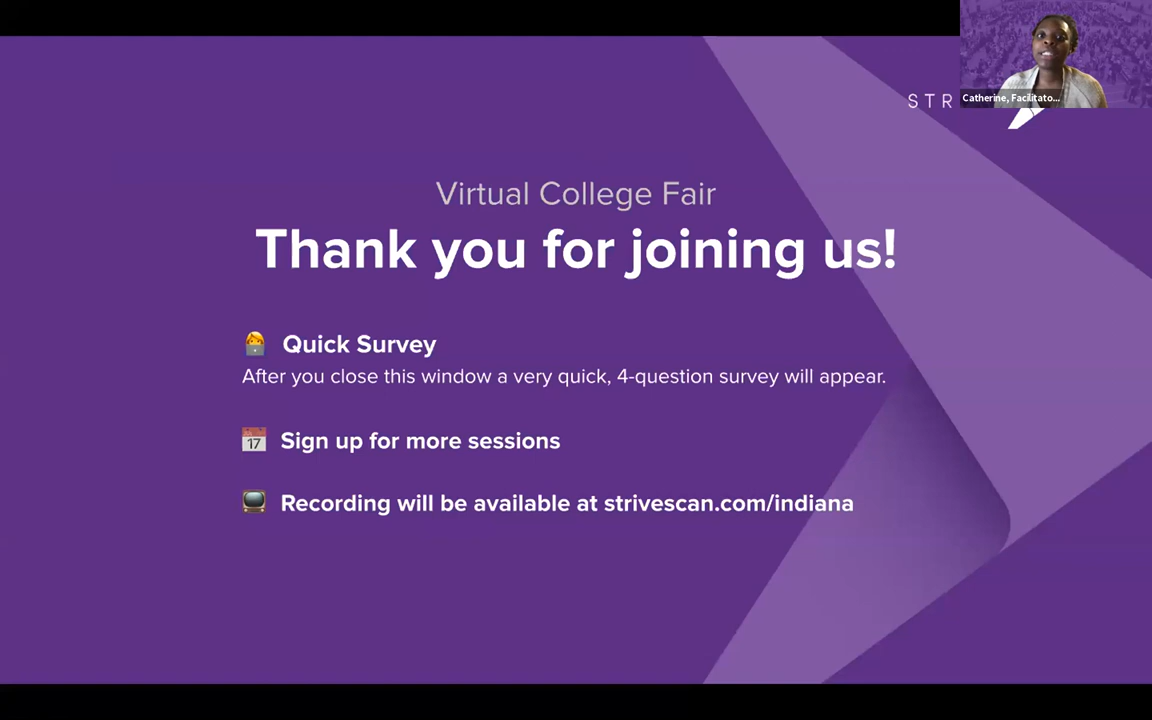 STR
Catherine, Facilitato...
Virtual College Fair
Thank you for joining us!
Quick Survey
After you close this window a very quick, 4-question survey will appear.
17
Sign up for more sessions
Recording will be available at strivescan.com/indiana